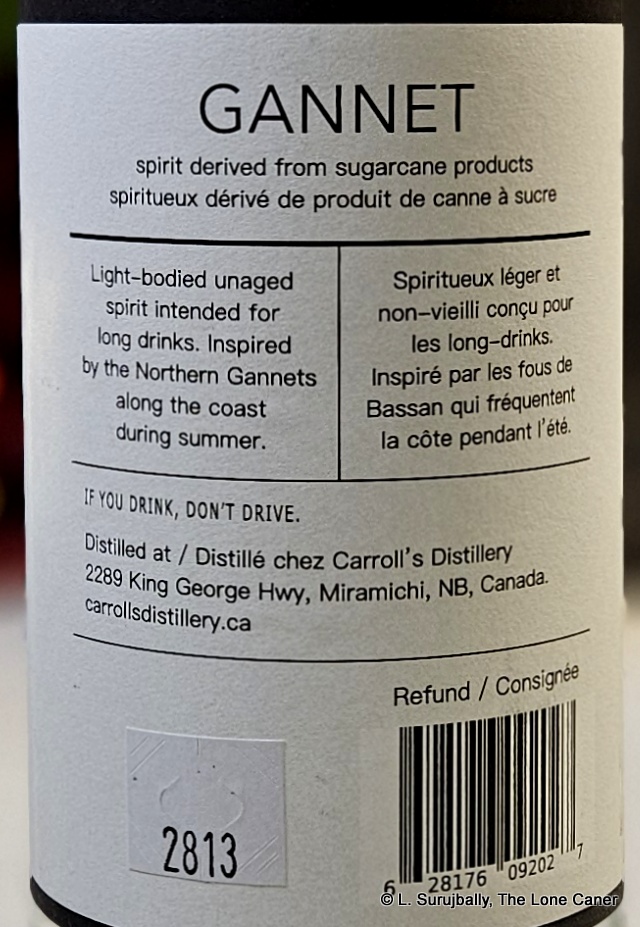 GANNET
spirit derived from sugarcane products
spiritueux dérivé de produit de canne à sucre
Light-bodied unaged
spirit intended for
long drinks. Inspired
by the Northern Gannets
along the coast
during summer.
Spiritueux léger et
non-vieilli conçu pour
les long-drinks.
Inspiré par les fous de
Bassan qui fréquentent
la côte pendant l'été.
IF YOU DRINK, DON'T DRIVE.
Distilled at / Distillé chez Carroll's Distillery
2289 King George Hwy, Miramichi, NB, Canada.
carrollsdistillery.ca
Refund / Consignée
2813
6 28176 09202 7
© L. Surujbally, The Lone Caner